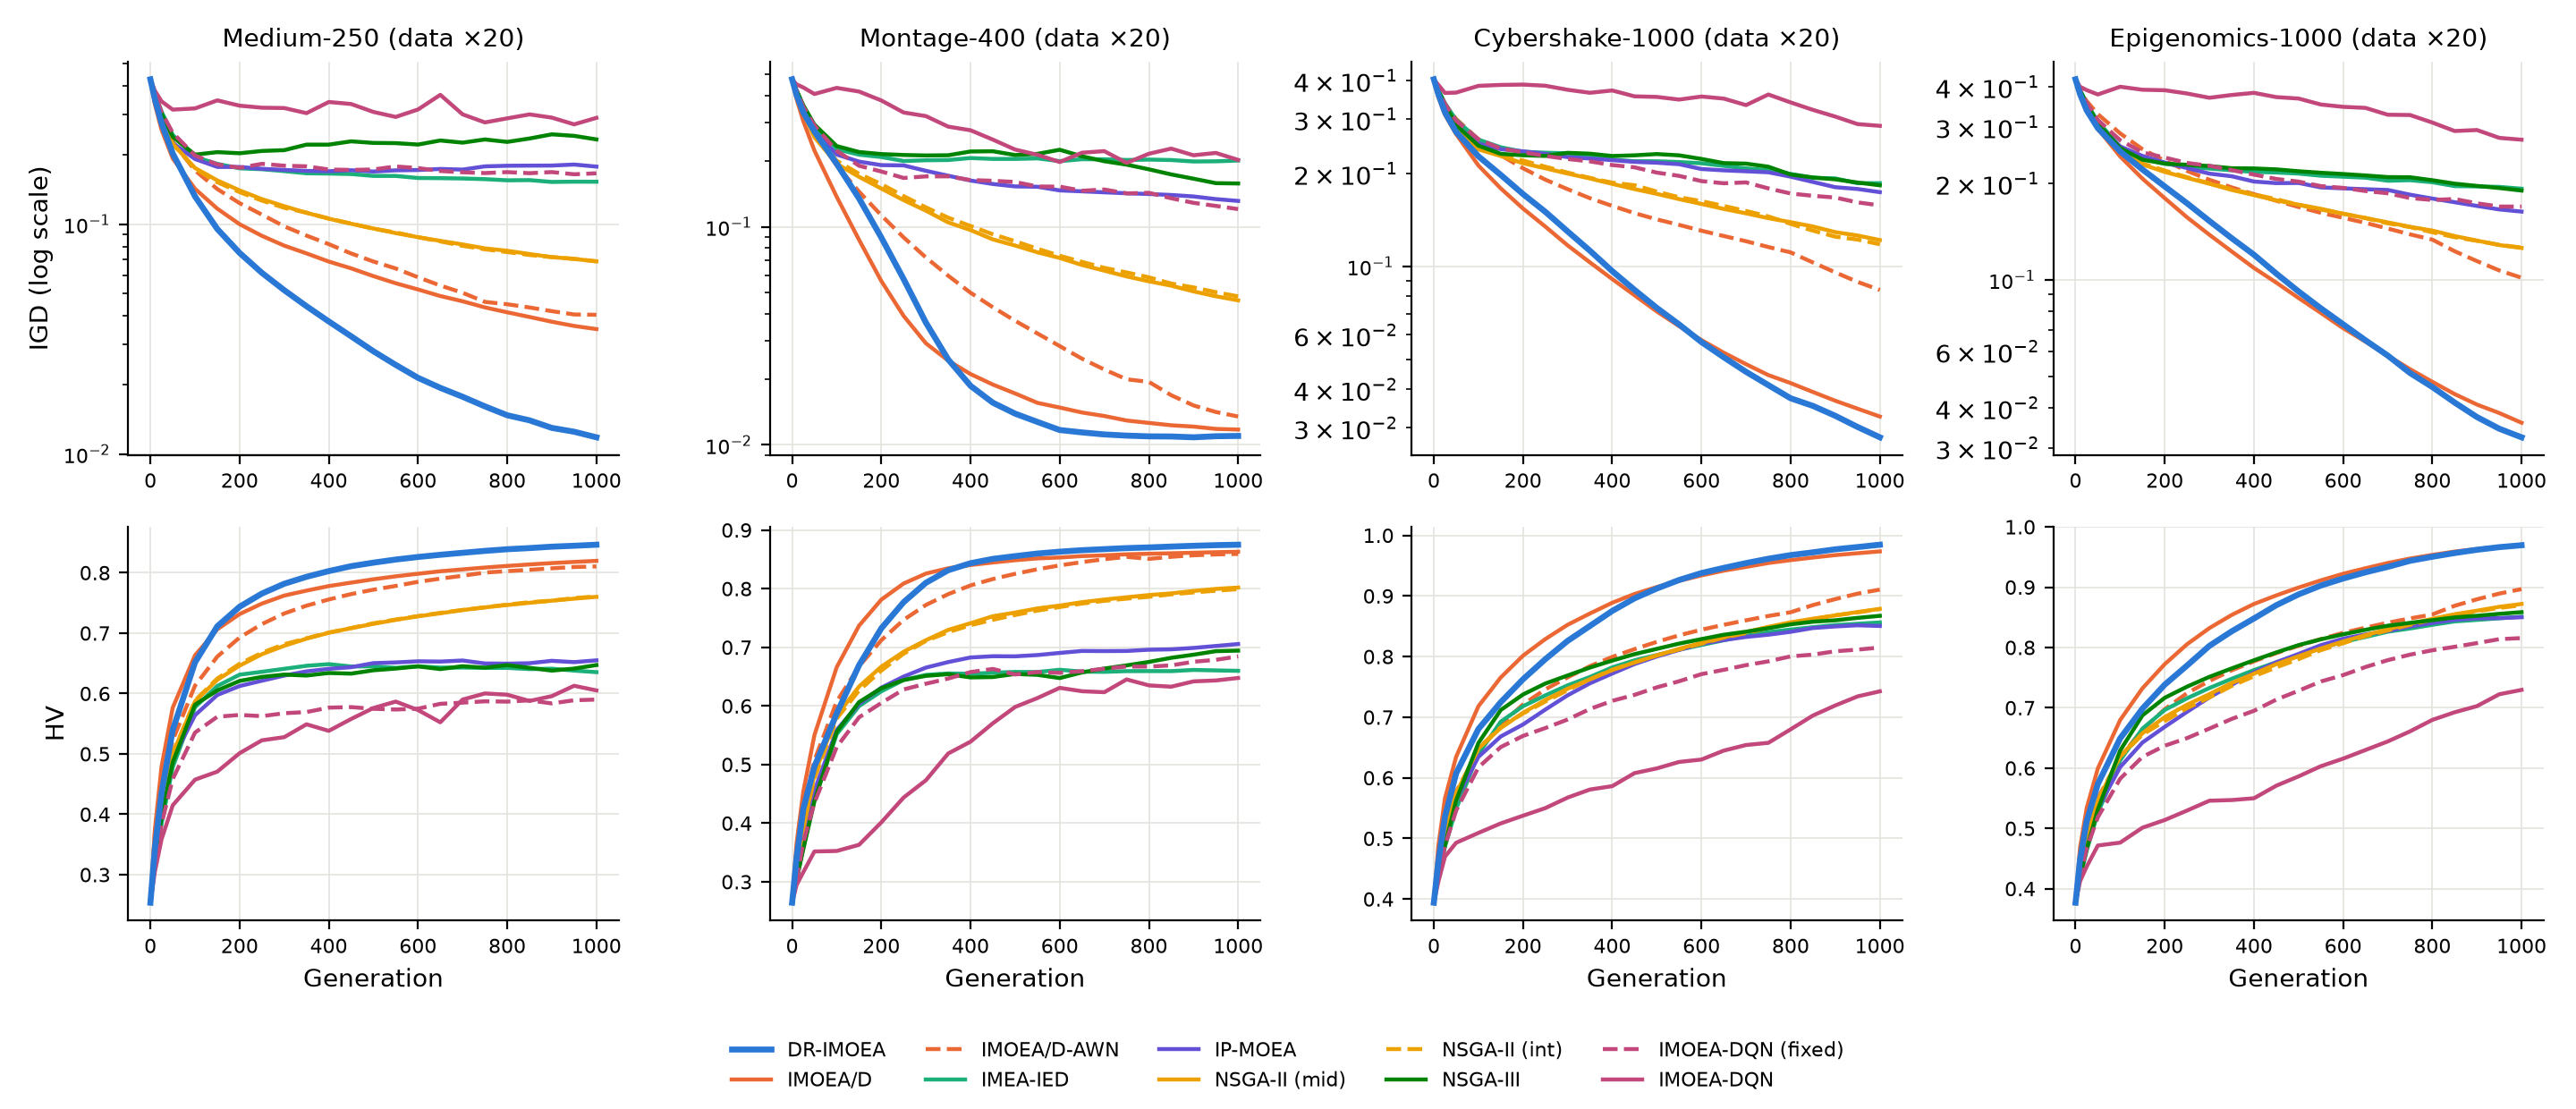 Medium-250 (data ×20)
Montage-400 (data ×20)
Cybershake-1000 (data ×20)
Epigenomics-1000 (data ×20)
IGD (log scale)
10⁻¹
10⁻²
0 200 400 600 800 1000
10⁻¹
10⁻²
0 200 400 600 800 1000
4 × 10⁻¹
3 × 10⁻¹
2 × 10⁻¹
10⁻¹
6 × 10⁻²
4 × 10⁻²
3 × 10⁻²
0 200 400 600 800 1000
4 × 10⁻¹
3 × 10⁻¹
2 × 10⁻¹
10⁻¹
6 × 10⁻²
4 × 10⁻²
3 × 10⁻²
0 200 400 600 800 1000
HV
0.8
0.7
0.6
0.5
0.4
0.3
0 200 400 600 800 1000
Generation
0.9
0.8
0.7
0.6
0.5
0.4
0.3
0 200 400 600 800 1000
Generation
1.0
0.9
0.8
0.7
0.6
0.5
0.4
0 200 400 600 800 1000
Generation
1.0
0.9
0.8
0.7
0.6
0.5
0.4
0 200 400 600 800 1000
Generation
DR-IMOEA IMOEA/D-AWN IP-MOEA NSGA-II (int) IMOEA-DQN (fixed)
IMOEA/D IMEA-IED NSGA-II (mid) NSGA-III IMOEA-DQN